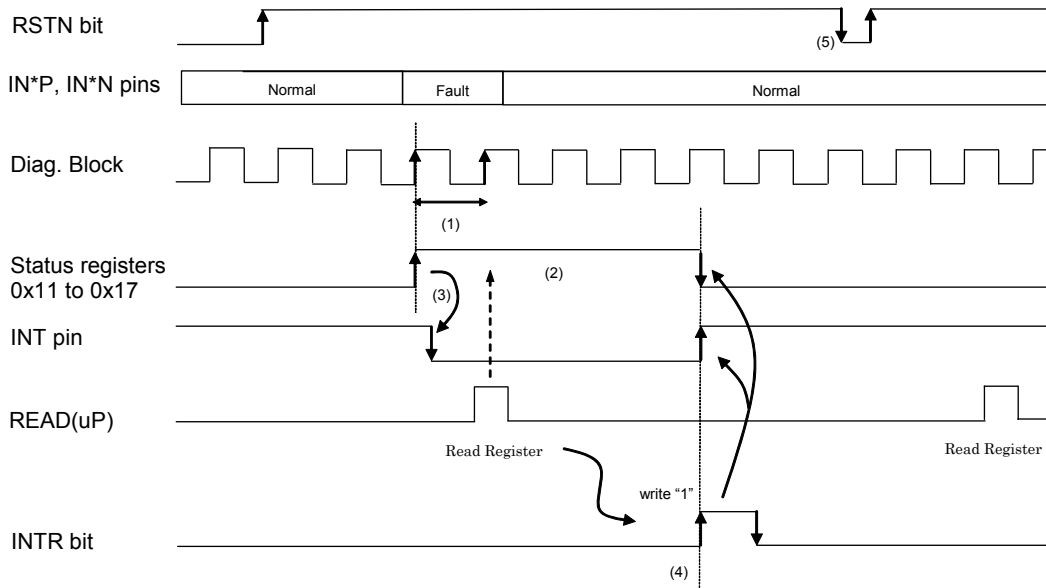 RSTN bit
(5)
IN*P, IN*N pins
Normal
Fault
Normal
Diag. Block
(1)
Status registers
0x11 to 0x17
(2)
(3)
INT pin
READ(uP)
Read Register
Read Register
write “1”
INTR bit
(4)